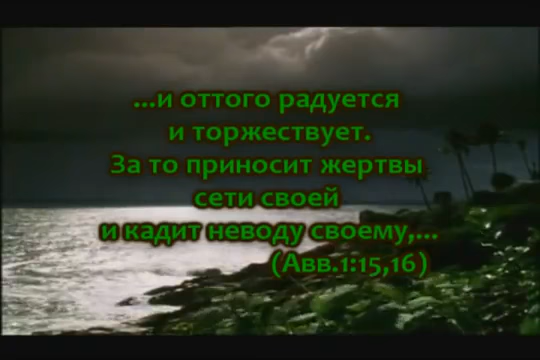 ...и оттого радуется
и торжествует.
За то приносит жертвы
сети своей
и кадит неводу своему,...
(Авв.1:15,16)